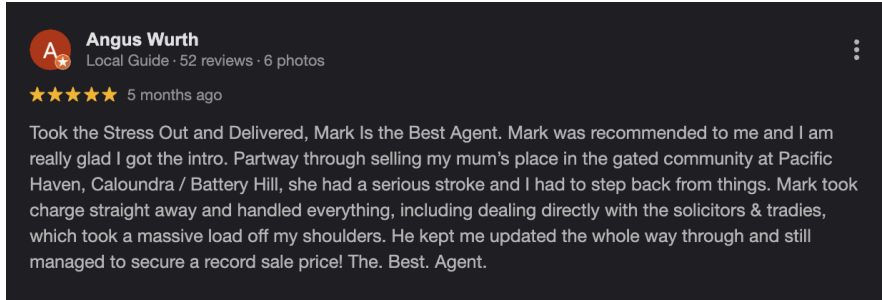 A
Angus Wurth
Local Guide · 52 reviews · 6 photos
5 months ago
Took the Stress Out and Delivered, Mark Is the Best Agent. Mark was recommended to me and I am
really glad I got the intro. Partway through selling my mum’s place in the gated community at Pacific
Haven, Caloundra / Battery Hill, she had a serious stroke and I had to step back from things. Mark took
charge straight away and handled everything, including dealing directly with the solicitors & tradies,
which took a massive load off my shoulders. He kept me updated the whole way through and still
managed to secure a record sale price! The. Best. Agent.